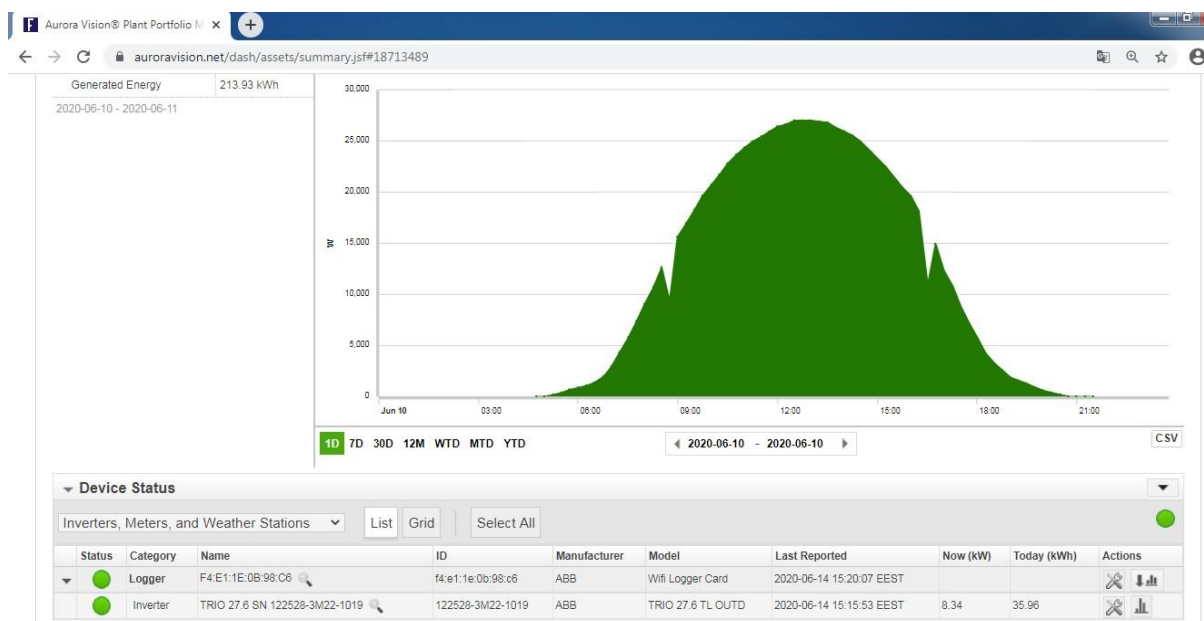 Aurora Vision® Plant Portfolio M
auroravision.net/dash/assets/summary.jsf#18713489
Generated Energy 213.93 kWh
2020-06-10 - 2020-06-11
30.000
25,000
20,000
W
15,000
10,000
5,000
0
Jun 10 03:00 06:00 09:00 12:00 15:00 18:00 21:00
1D 7D 30D 12M WTD MTD YTD 2020-06-10 - 2020-06-10 CSV
Device Status
Inverters, Meters, and Weather Stations List Grid Select All
Status Category Name ID Manufacturer Model Last Reported Now (kW) Today (kWh) Actions
Logger F4:E1:1E:0B:98:C6 f4:e1:1e:0b:98:c6 ABB Wifi Logger Card 2020-06-14 15:20:07 EEST
Inverter TRIO 27.6 SN 122528-3M22-1019 122528-3M22-1019 ABB TRIO 27.6 TL OUTD 2020-06-14 15:15:53 EEST 8.34 35.96